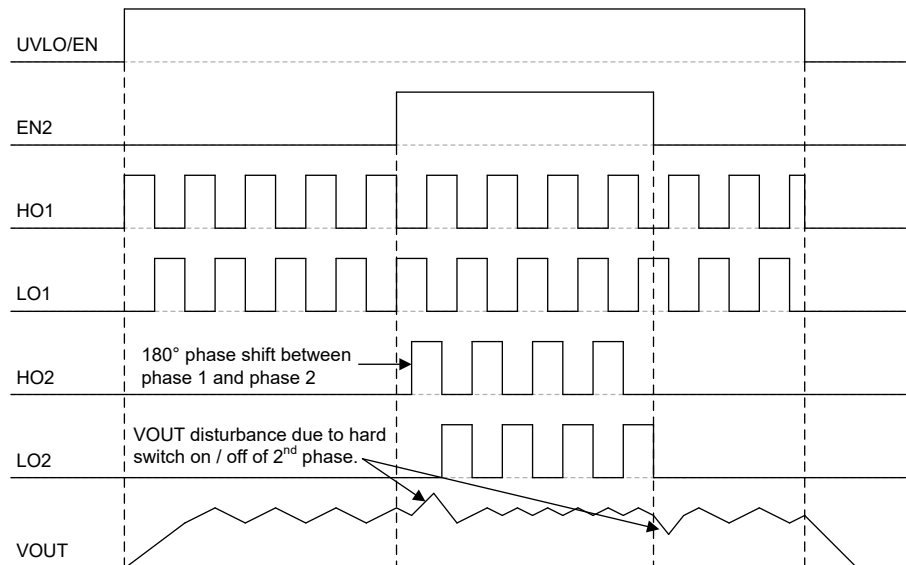 UVLO/EN
EN2
HO1
LO1
180° phase shift between
phase 1 and phase 2
HO2
VOUT disturbance due to hard
switch on / off of 2nd phase.
LO2
VOUT